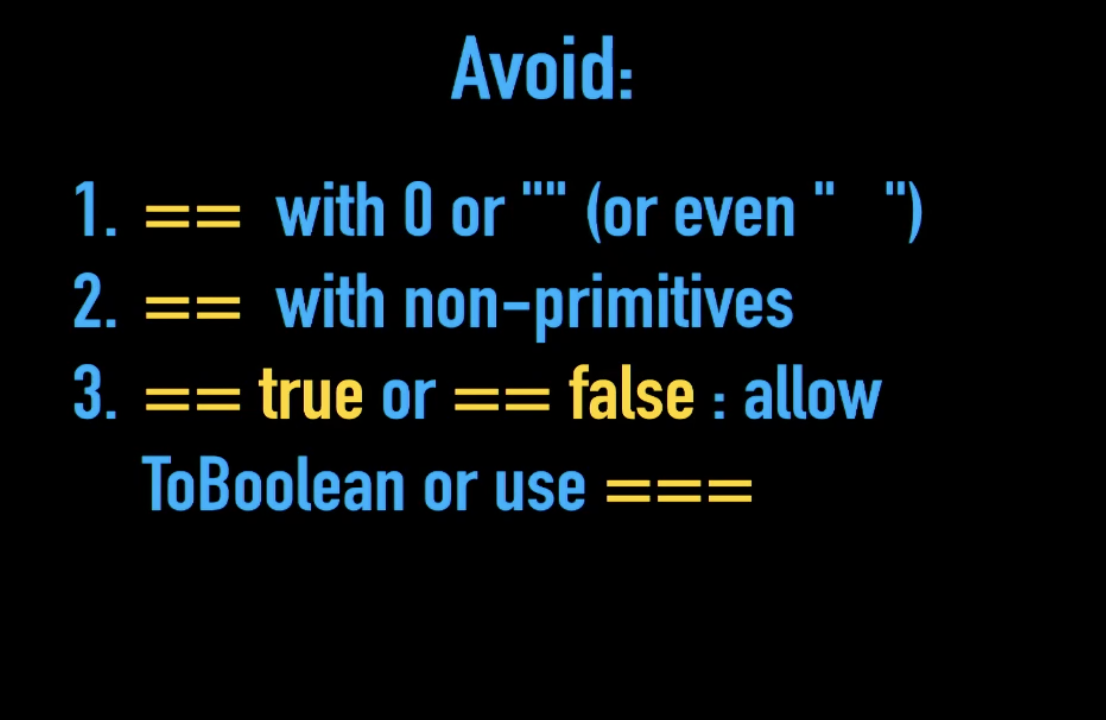 Avoid:
1. == with 0 or "" (or even "   ")
2. == with non-primitives
3. == true or == false : allow
ToBoolean or use ===